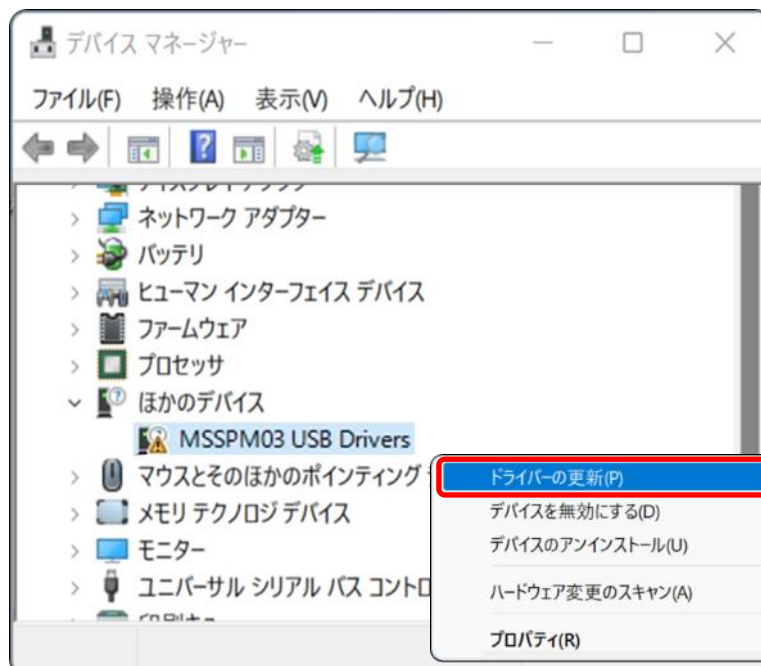 デバイス マネージャー
ファイル(F) 操作(A) 表示(V) ヘルプ(H)
ネットワーク アダプター
バッテリ
ヒューマン インターフェイス デバイス
ファームウェア
プロセッサ
ほかのデバイス
MSSPM03 USB Drivers
マウスとそのほかのポインティング
メモリ テクノロジ デバイス
モニター
ユニバーサル シリアル バス コントロ
ドライバーの更新(P)
デバイスを無効にする(D)
デバイスのアンインストール(U)
ハードウェア変更のスキャン(A)
プロパティ(R)